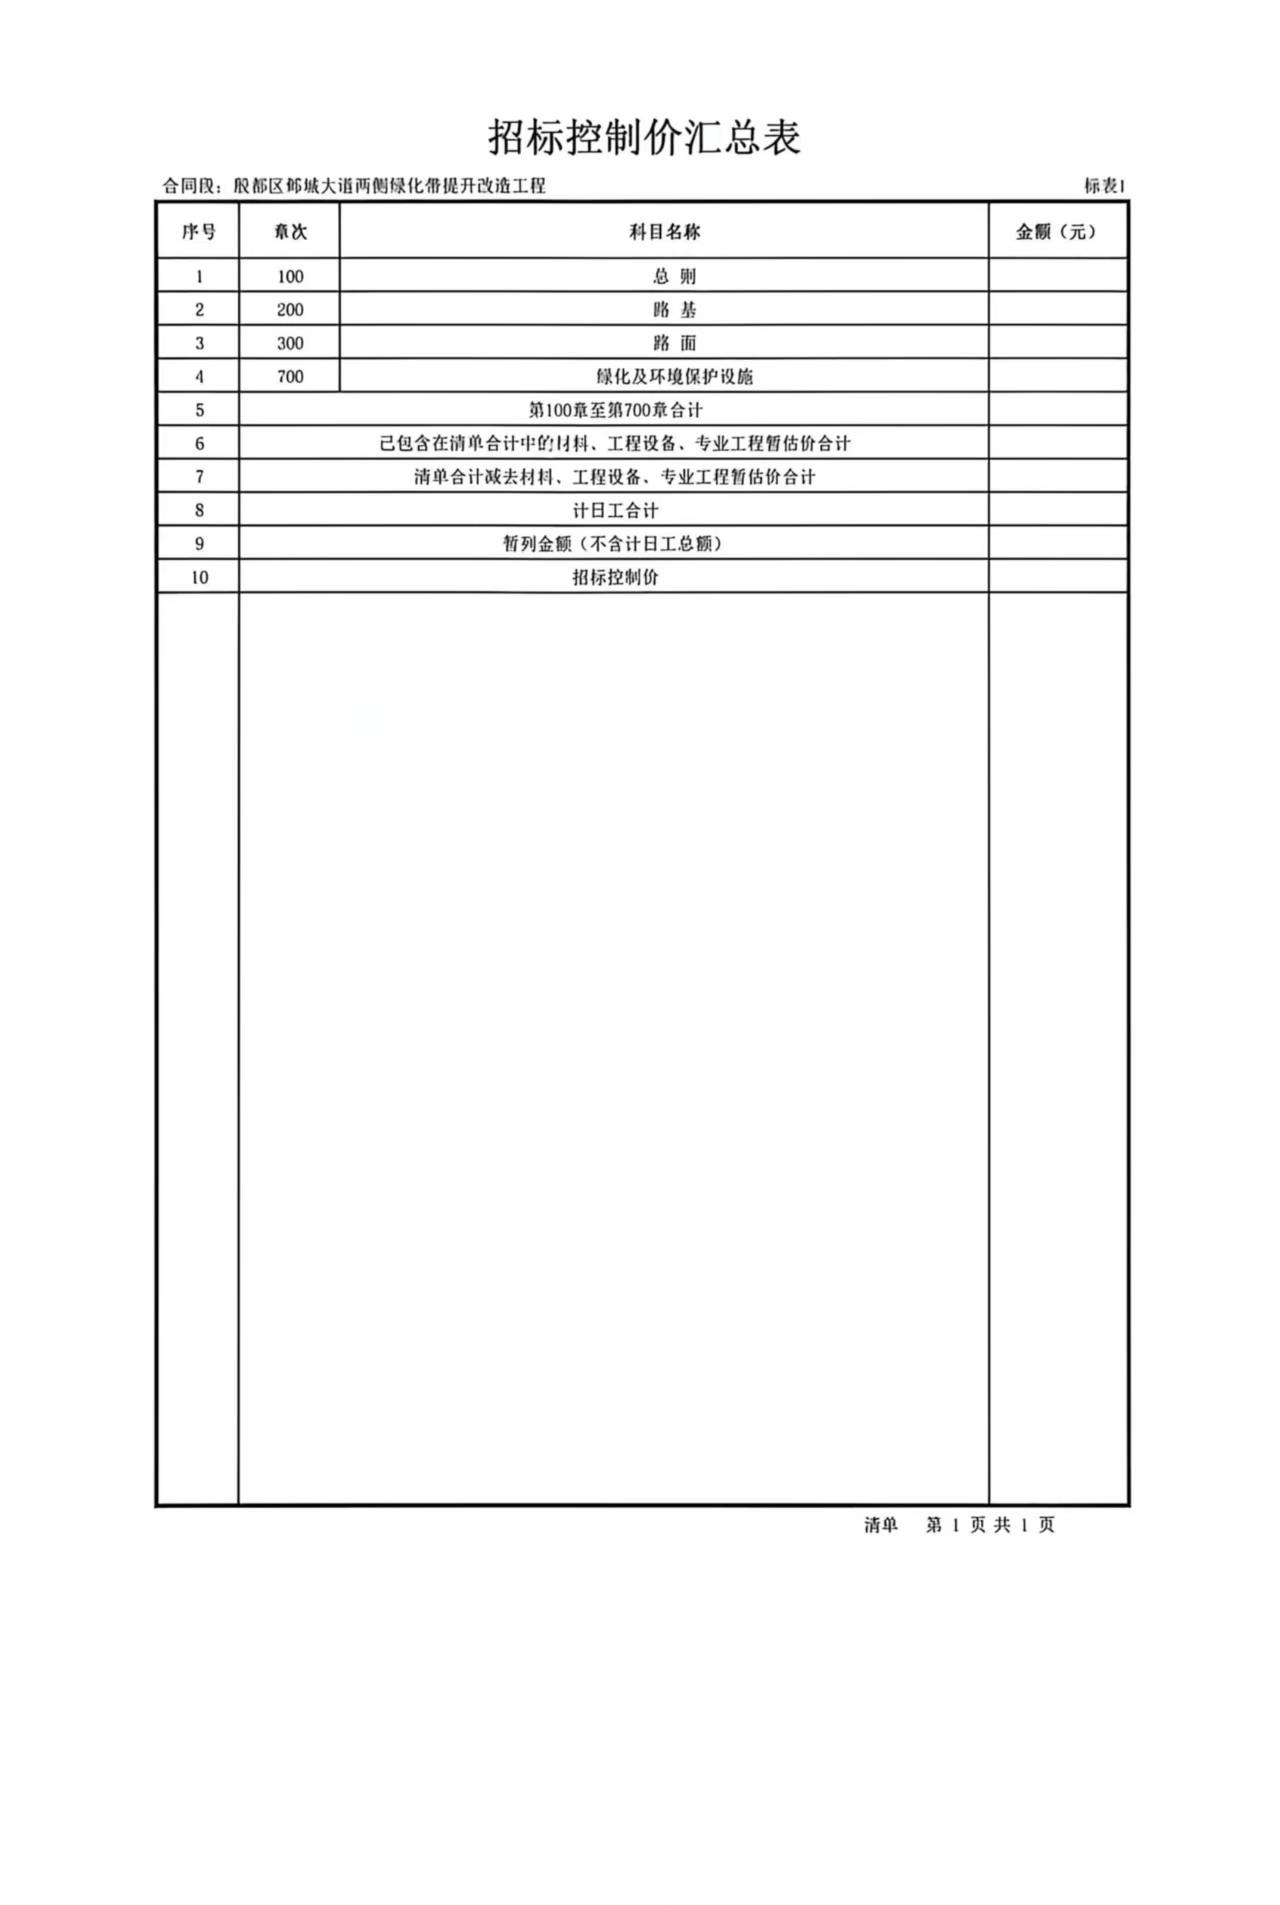 招标控制价汇总表
合同段：殷都区邺城大道两侧绿化带提升改造工程 标表1
序号 章次 科目名称 金额（元）
1 100 总 则
2 200 路 基
3 300 路 面
4 700 绿化及环境保护设施
5 第100章至第700章合计
6 已包含在清单合计中的材料、工程设备、专业工程暂估价合计
7 清单合计减去材料、工程设备、专业工程暂估价合计
8 计日工合计
9 暂列金额（不含计日工总额）
10 招标控制价
清单 第 1 页 共 1 页